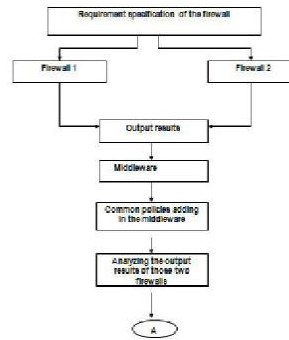 Requirement specification of the firewall
Firewall 1
Firewall 2
Output results
Middleware
Common policies adding
in the middleware
Analyzing the output
results of those two
firewalls
A